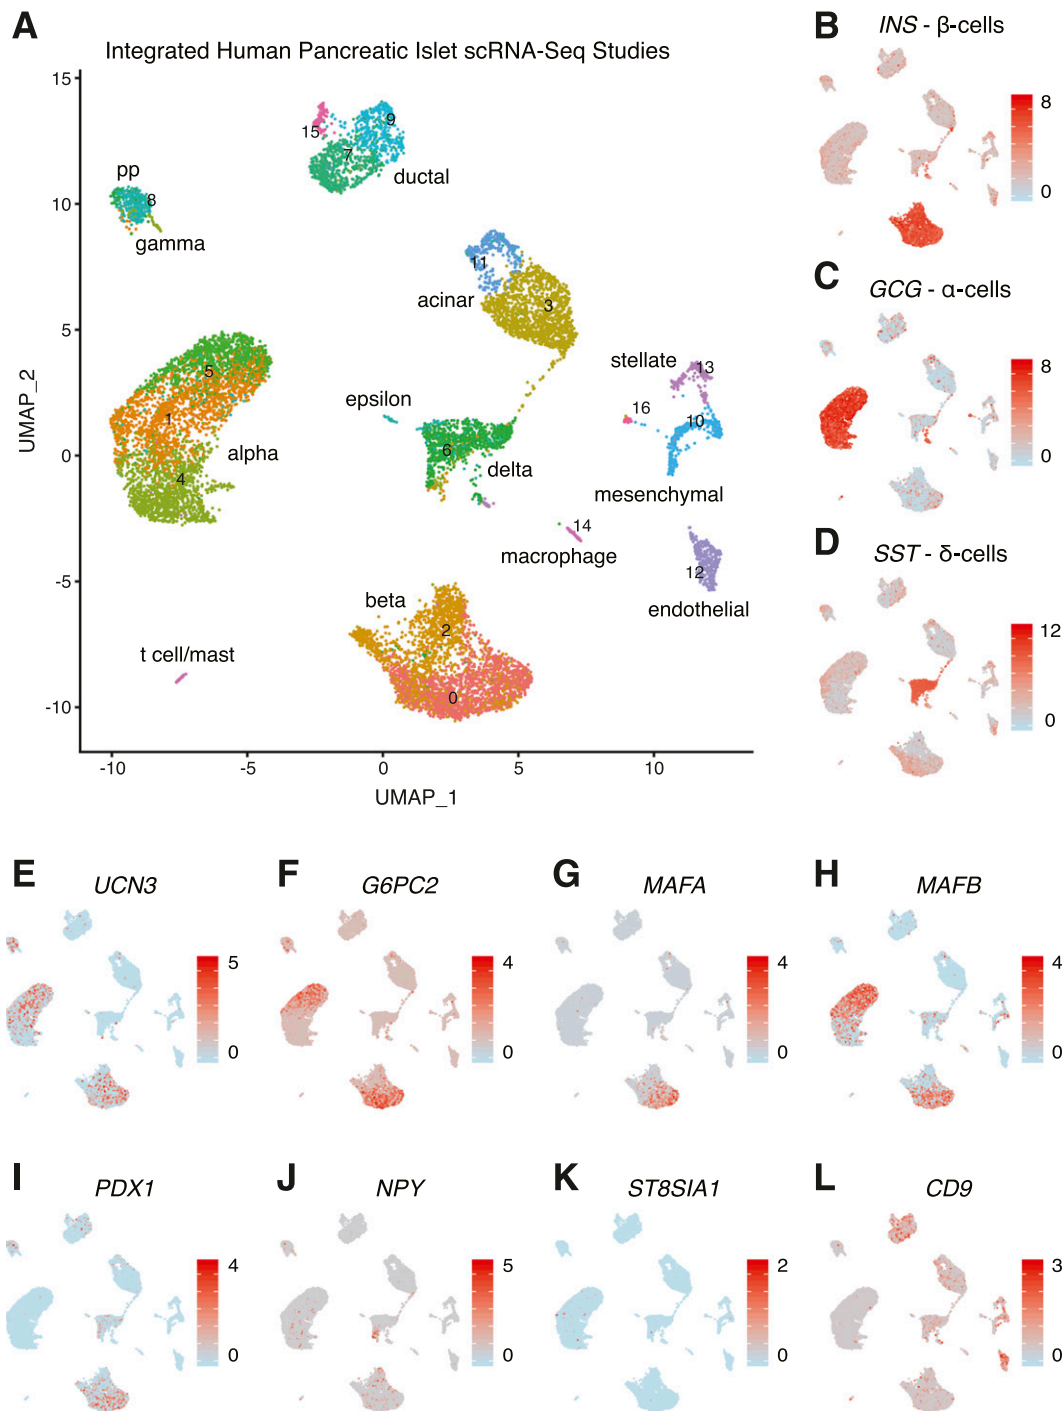 A
Integrated Human Pancreatic Islet scRNA-Seq Studies
15
10
5
0
-5
-10
UMAP_2
-10
-5
0
5
10
UMAP_1
15
9
7
ductal
pp
8
gamma
11
acinar
3
5
1
alpha
4
epsilon
6
delta
stellate
13
16
10
mesenchymal
14
macrophage
12
endothelial
beta
2
0
t cell/mast
B
INS - β-cells
8
0
C
GCG - α-cells
8
0
D
SST - δ-cells
12
0
E
UCN3
5
0
F
G6PC2
4
0
G
MAFA
4
0
H
MAFB
4
0
I
PDX1
4
0
J
NPY
5
0
K
ST8SIA1
2
0
L
CD9
3
0